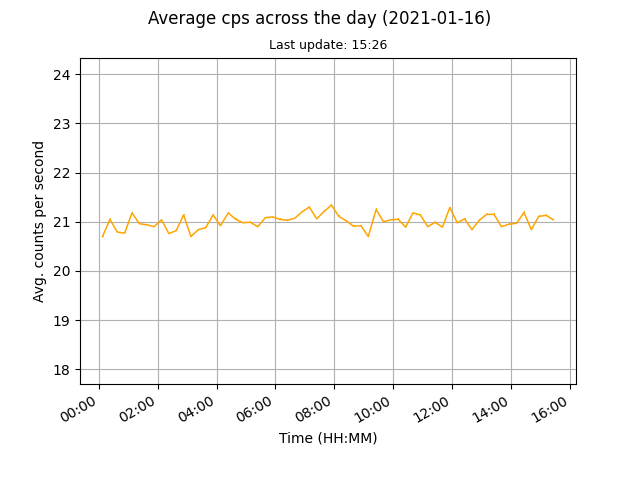 Average cps across the day (2021-01-16)
Last update: 15:26
24
23
22
21
20
19
18
Avg. counts per second
00:00 02:00 04:00 06:00 08:00 10:00 12:00 14:00 16:00
Time (HH:MM)